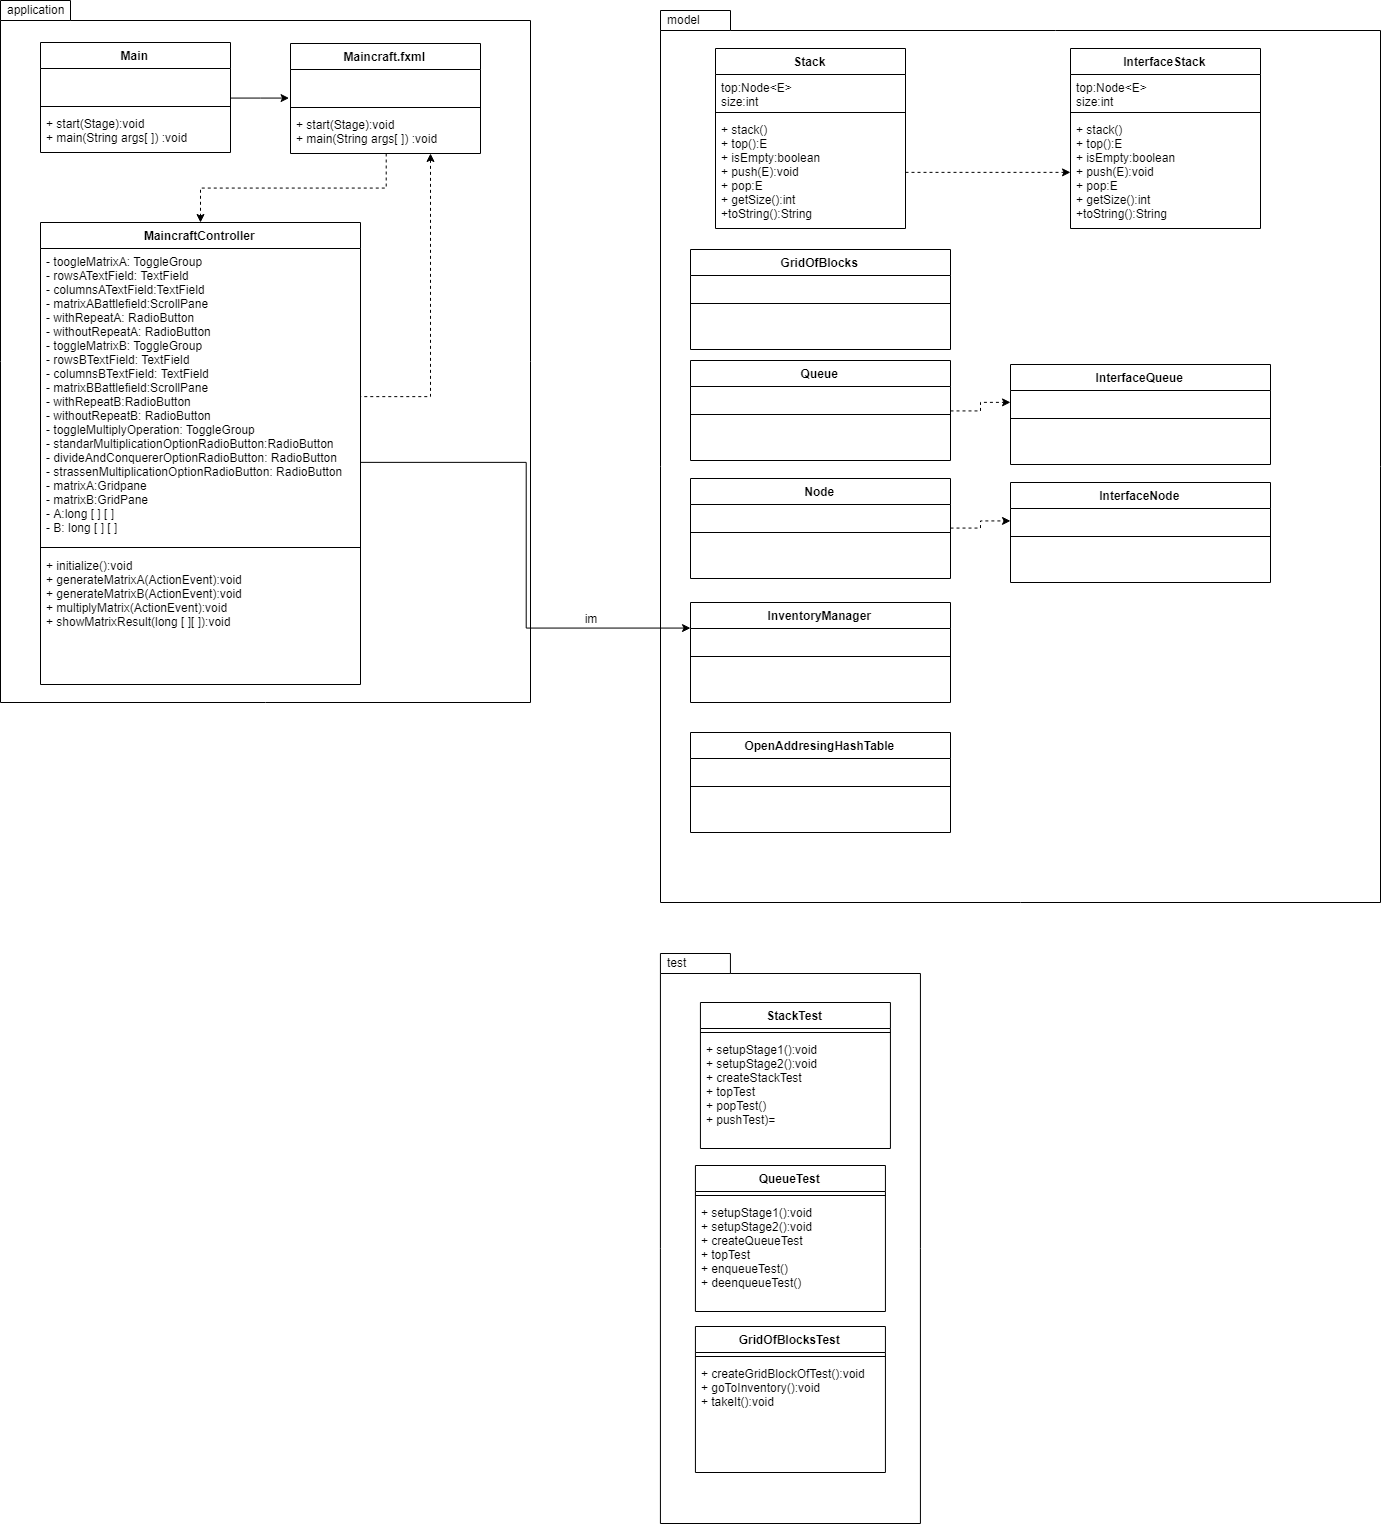 application
Main
+ start(Stage):void
+ main(String args[ ]) :void
Maincraft.fxml
+ start(Stage):void
+ main(String args[ ]) :void
MaincraftController
- toogleMatrixA: ToggleGroup
- rowsATextField: TextField
- columnsATextField:TextField
- matrixABattlefield:ScrollPane
- withRepeatA: RadioButton
- withoutRepeatA: RadioButton
- toggleMatrixB: ToggleGroup
- rowsBTextField: TextField
- columnsBTextField: TextField
- matrixBBattlefield:ScrollPane
- withRepeatB:RadioButton
- withoutRepeatB: RadioButton
- toggleMultiplyOperation: ToggleGroup
- standarMultiplicationOptionRadioButton:RadioButton
- divideAndConquererOptionRadioButton: RadioButton
- strassenMultiplicationOptionRadioButton: RadioButton
- matrixA:Gridpane
- matrixB:GridPane
- A:long [ ] [ ]
- B: long [ ] [ ]
+ initialize():void
+ generateMatrixA(ActionEvent):void
+ generateMatrixB(ActionEvent):void
+ multiplyMatrix(ActionEvent):void
+ showMatrixResult(long [ ][ ]):void
im
model
Stack
top:Node<E>
size:int
+ stack()
+ top():E
+ isEmpty:boolean
+ push(E):void
+ pop:E
+ getSize():int
+toString():String
InterfaceStack
top:Node<E>
size:int
+ stack()
+ top():E
+ isEmpty:boolean
+ push(E):void
+ pop:E
+ getSize():int
+toString():String
GridOfBlocks
Queue
InterfaceQueue
Node
InterfaceNode
InventoryManager
OpenAddresingHashTable
test
StackTest
+ setupStage1():void
+ setupStage2():void
+ createStackTest
+ topTest
+ popTest()
+ pushTest)=
QueueTest
+ setupStage1():void
+ setupStage2():void
+ createQueueTest
+ topTest
+ enqueueTest()
+ deenqueueTest()
GridOfBlocksTest
+ createGridBlockOfTest():void
+ goToInventory():void
+ takeIt():void